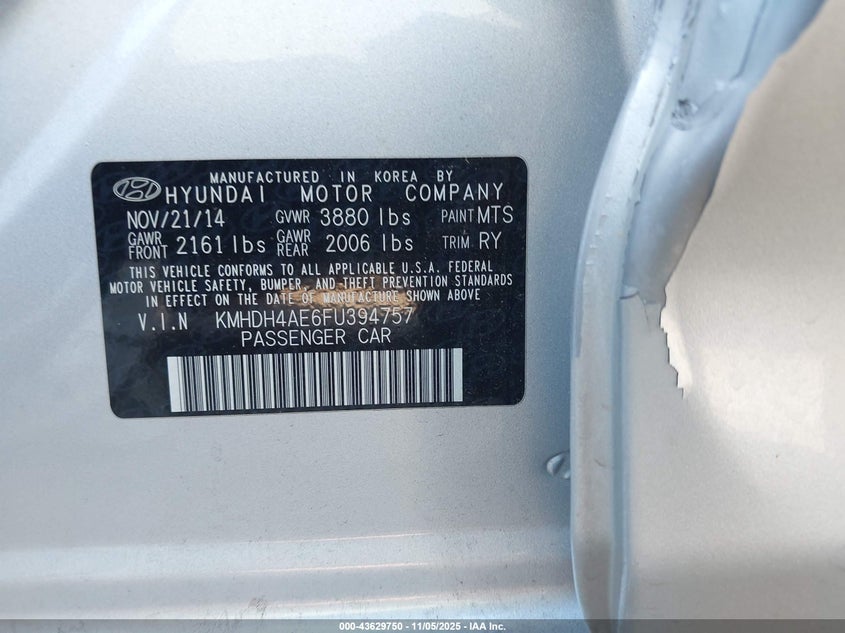 MANUFACTURED IN KOREA BY
HYUNDAI MOTOR COMPANY
NOV/21/14 GVWR 3880 lbs PAINT MTS
GAWR FRONT 2161 lbs GAWR REAR 2006 lbs TRIM RY
THIS VEHICLE CONFORMS TO ALL APPLICABLE U.S.A. FEDERAL
MOTOR VEHICLE SAFETY, BUMPER, AND THEFT PREVENTION STANDARDS
IN EFFECT ON THE DATE OF MANUFACTURE SHOWN ABOVE
V.I.N KMHDH4AE6FU394757
PASSENGER CAR
000-43629750 - 11/05/2025 - IAA Inc.